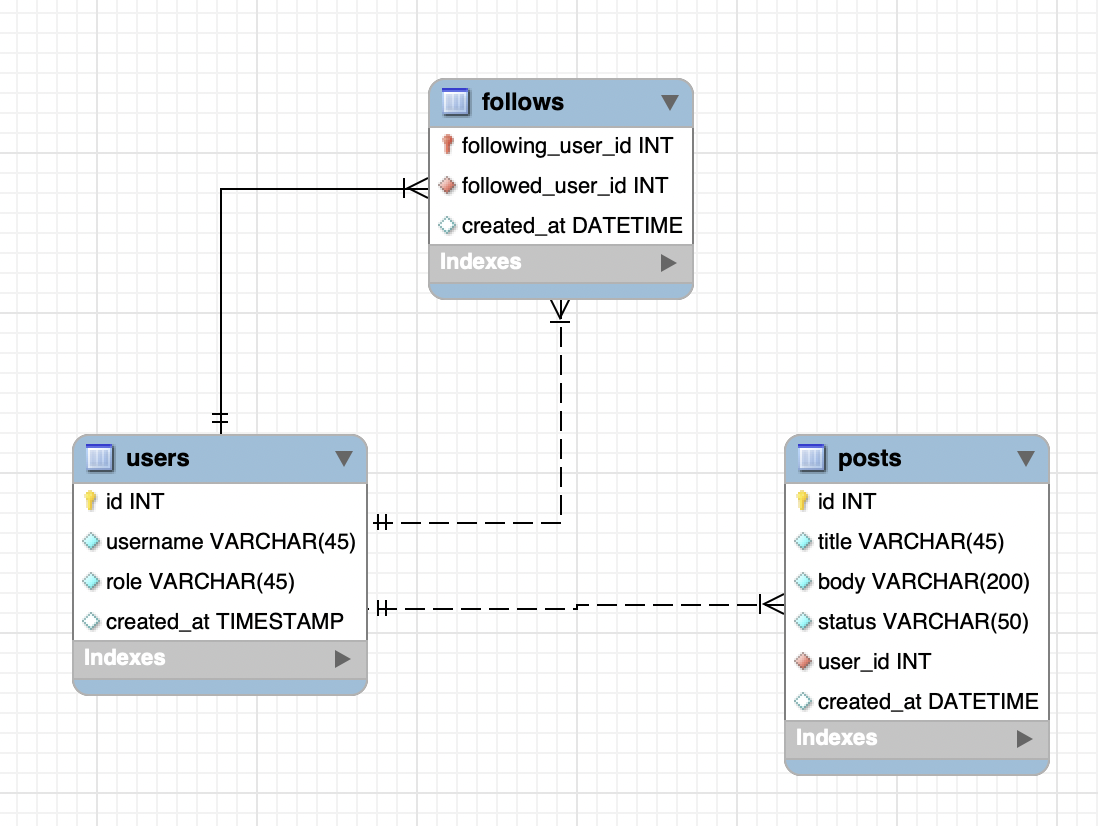 follows
following_user_id INT
followed_user_id INT
created_at DATETIME
Indexes
users
id INT
username VARCHAR(45)
role VARCHAR(45)
created_at TIMESTAMP
Indexes
posts
id INT
title VARCHAR(45)
body VARCHAR(200)
status VARCHAR(50)
user_id INT
created_at DATETIME
Indexes